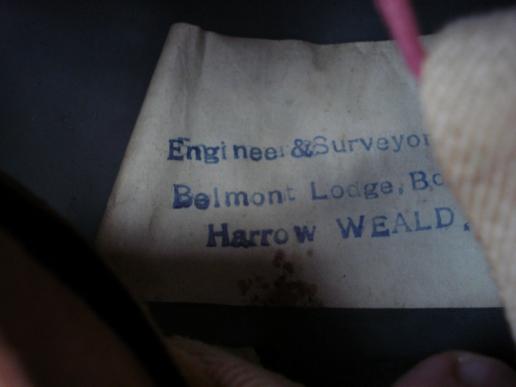 Engineer &Surveyor
Belmont Lodge,
Harrow WEALD